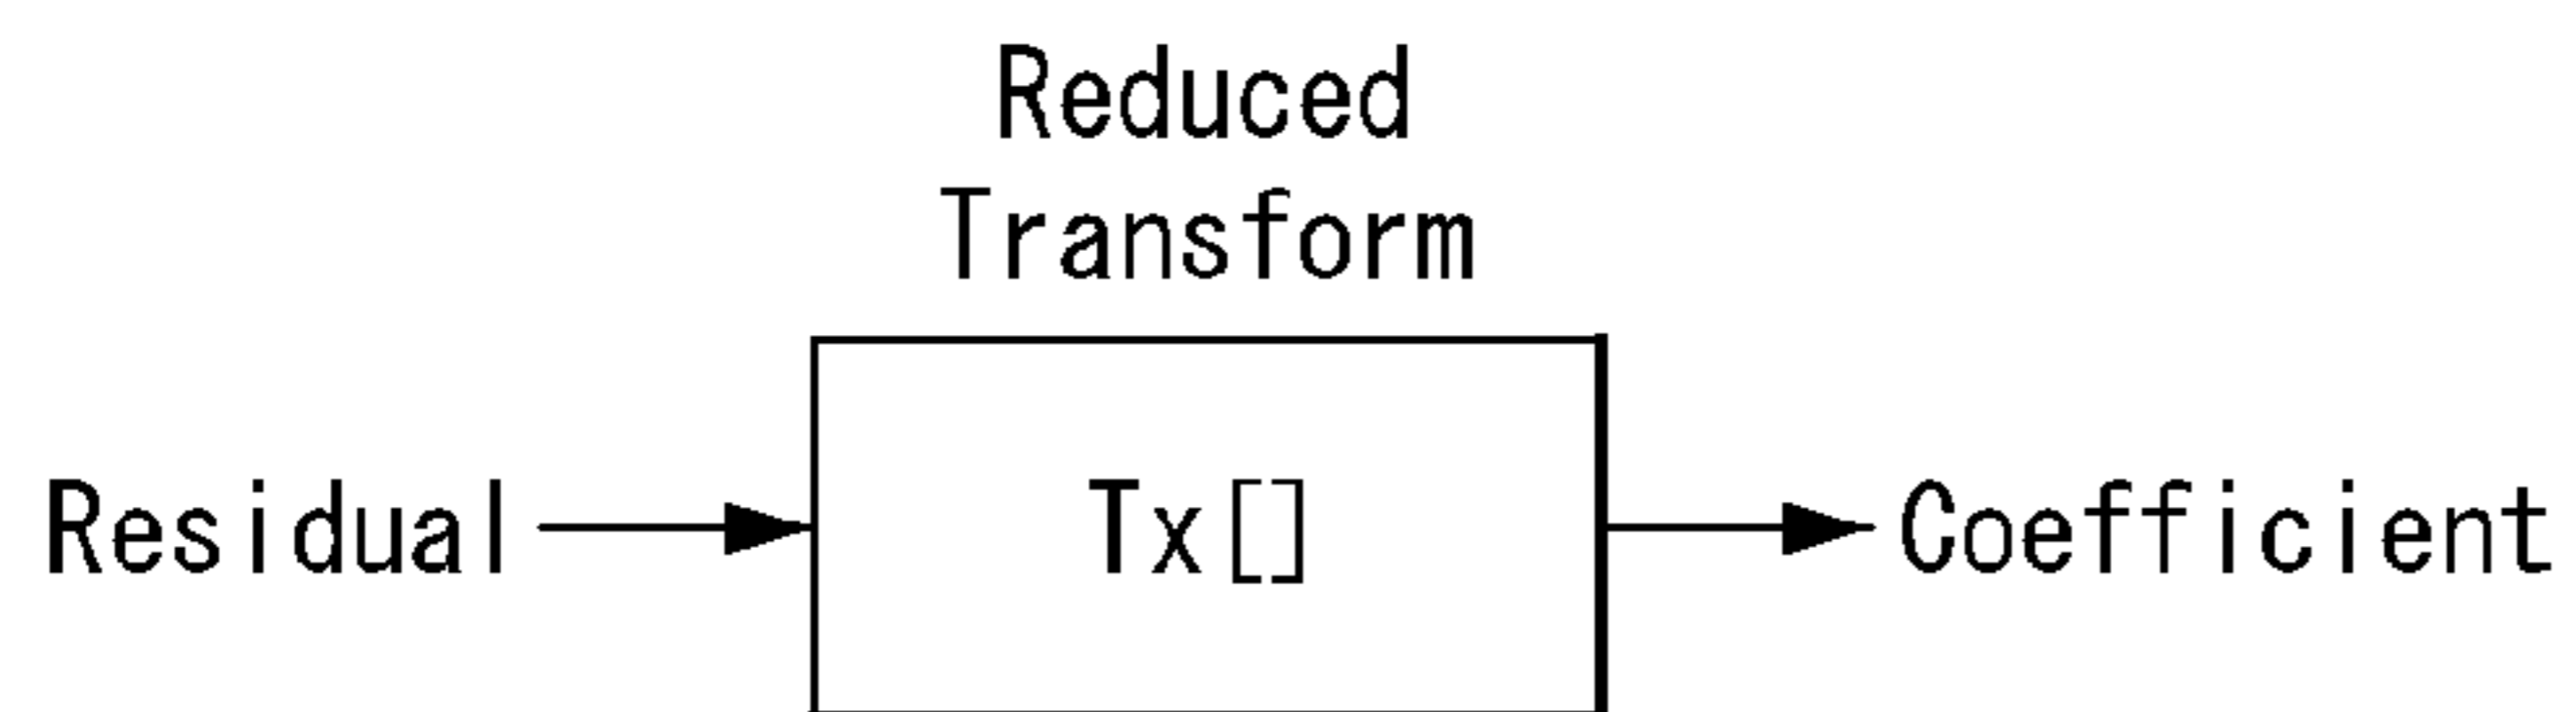 Reduced
Transform
Residual
Tx[]
Coefficient